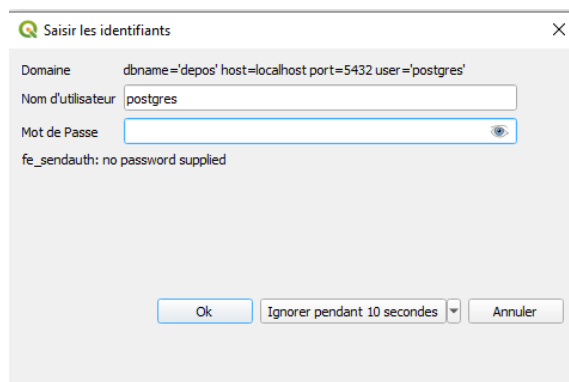 Saisir les identifiants
Domaine dbname='depos' host=localhost port=5432 user='postgres'
Nom d'utilisateur postgres
Mot de Passe
fe_sendauth: no password supplied
Ok Ignorer pendant 10 secondes Annuler